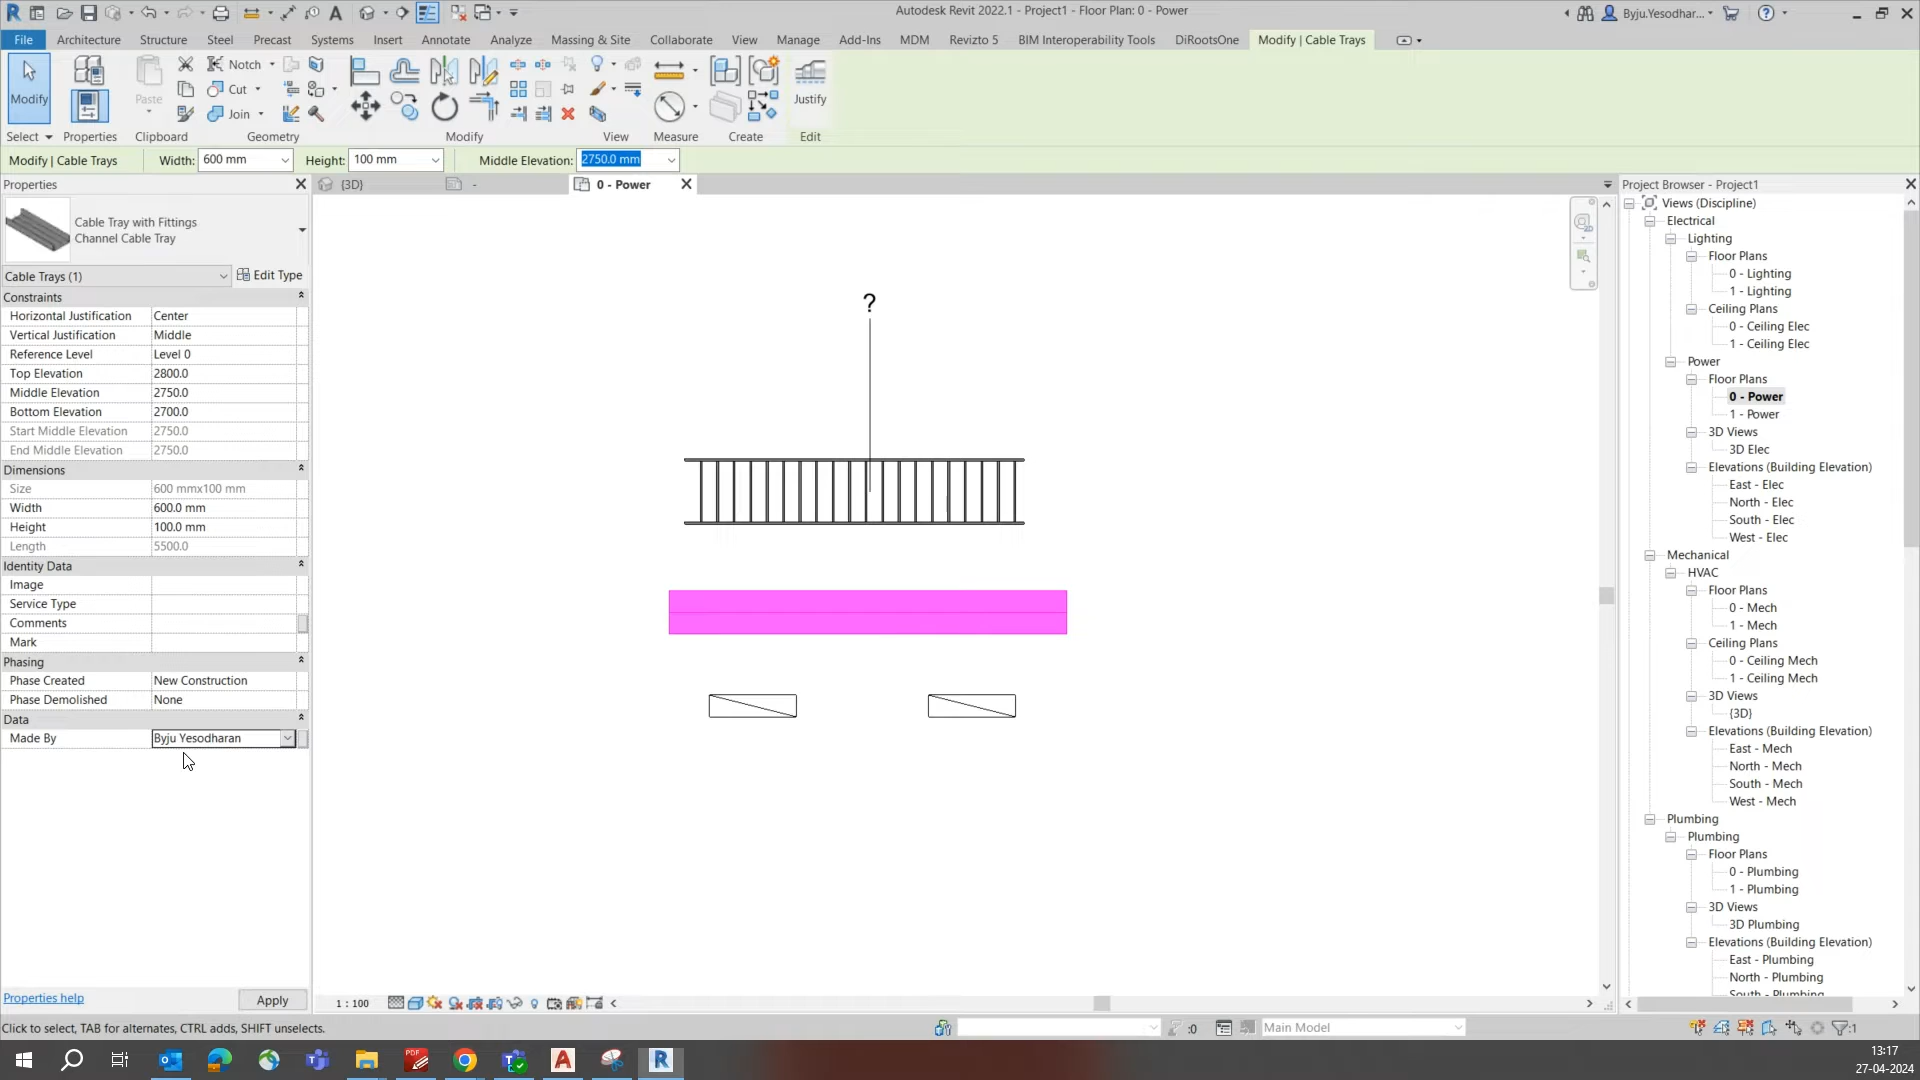 Autodesk Revit 2022.1 - Project1 - Floor Plan: 0 - Power
Byju.Yesodhar...
File Architecture Structure Steel Precast Systems Insert Annotate Analyze Massing & Site Collaborate View Manage Add-Ins MDM Revizto 5 BIM Interoperability Tools DiRootsOne Modify | Cable Trays
Modify
Paste
Notch
Cut
Join
Justify
Select Properties Clipboard Geometry Modify View Measure Create Edit
Modify | Cable Trays Width: 600 mm Height: 100 mm Middle Elevation: 2750.0 mm
Properties
Cable Tray with Fittings
Channel Cable Tray
Cable Trays (1) Edit Type
Constraints
Horizontal Justification Center
Vertical Justification Middle
Reference Level Level 0
Top Elevation 2800.0
Middle Elevation 2750.0
Bottom Elevation 2700.0
Start Middle Elevation 2750.0
End Middle Elevation 2750.0
Dimensions
Size 600 mmx100 mm
Width 600.0 mm
Height 100.0 mm
Length 5500.0
Identity Data
Image
Service Type
Comments
Mark
Phasing
Phase Created New Construction
Phase Demolished None
Data
Made By Byju Yesodharan
Properties help Apply
{3D} - 0 - Power
?
1 : 100
Project Browser - Project1
Views (Discipline)
Electrical
Lighting
Floor Plans
0 - Lighting
1 - Lighting
Ceiling Plans
0 - Ceiling Elec
1 - Ceiling Elec
Power
Floor Plans
0 - Power
1 - Power
3D Views
3D Elec
Elevations (Building Elevation)
East - Elec
North - Elec
South - Elec
West - Elec
Mechanical
HVAC
Floor Plans
0 - Mech
1 - Mech
Ceiling Plans
0 - Ceiling Mech
1 - Ceiling Mech
3D Views
{3D}
Elevations (Building Elevation)
East - Mech
North - Mech
South - Mech
West - Mech
Plumbing
Plumbing
Floor Plans
0 - Plumbing
1 - Plumbing
3D Views
3D Plumbing
Elevations (Building Elevation)
East - Plumbing
North - Plumbing
South - Plumbing
Click to select, TAB for alternates, CTRL adds, SHIFT unselects.
:0 Main Model :1
13:17
27-04-2024